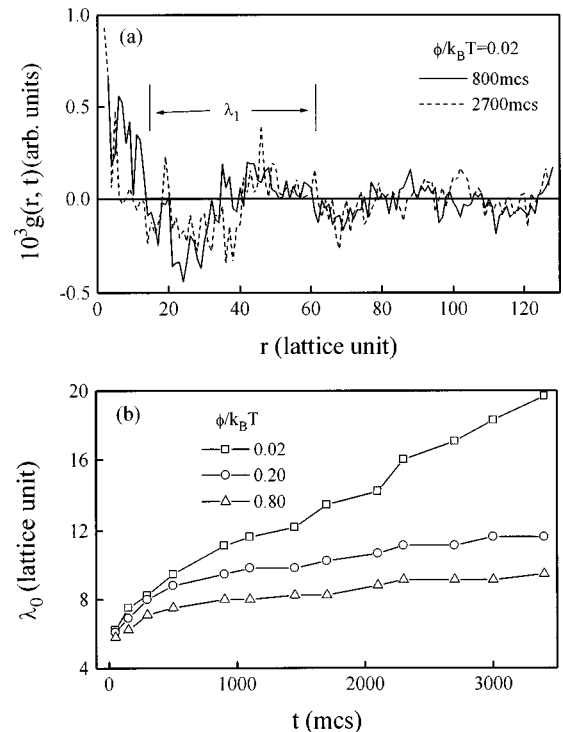 (a)
ϕ/k_BT=0.02
800mcs
2700mcs
λ₁
1.0
0.5
0.0
-0.5
10³g(r, t)(arb. units)
0 20 40 60 80 100 120
r (lattice unit)
(b)
ϕ/k_BT
0.02
0.20
0.80
20
16
12
8
4
λ₀ (lattice unit)
0 1000 2000 3000
t (mcs)